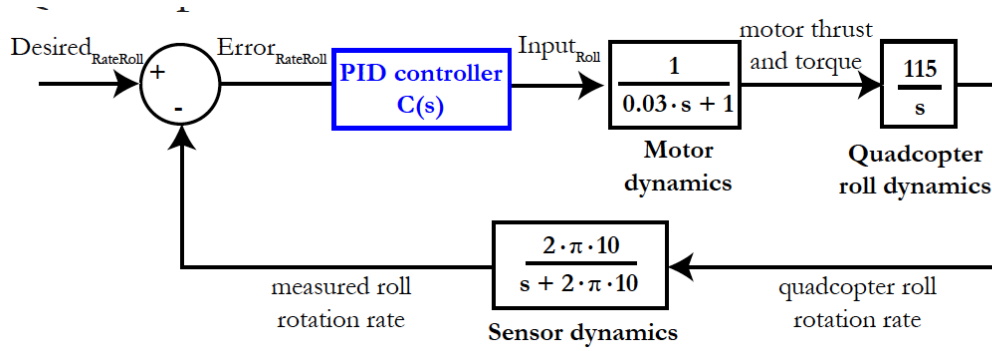 Desired_RateRoll
+
-
Error_RateRoll
PID controller
C(s)
Input_Roll
1
0.03·s + 1
Motor
dynamics
motor thrust
and torque
115
s
Quadcopter
roll dynamics
2·π·10
s + 2·π·10
Sensor dynamics
measured roll
rotation rate
quadcopter roll
rotation rate